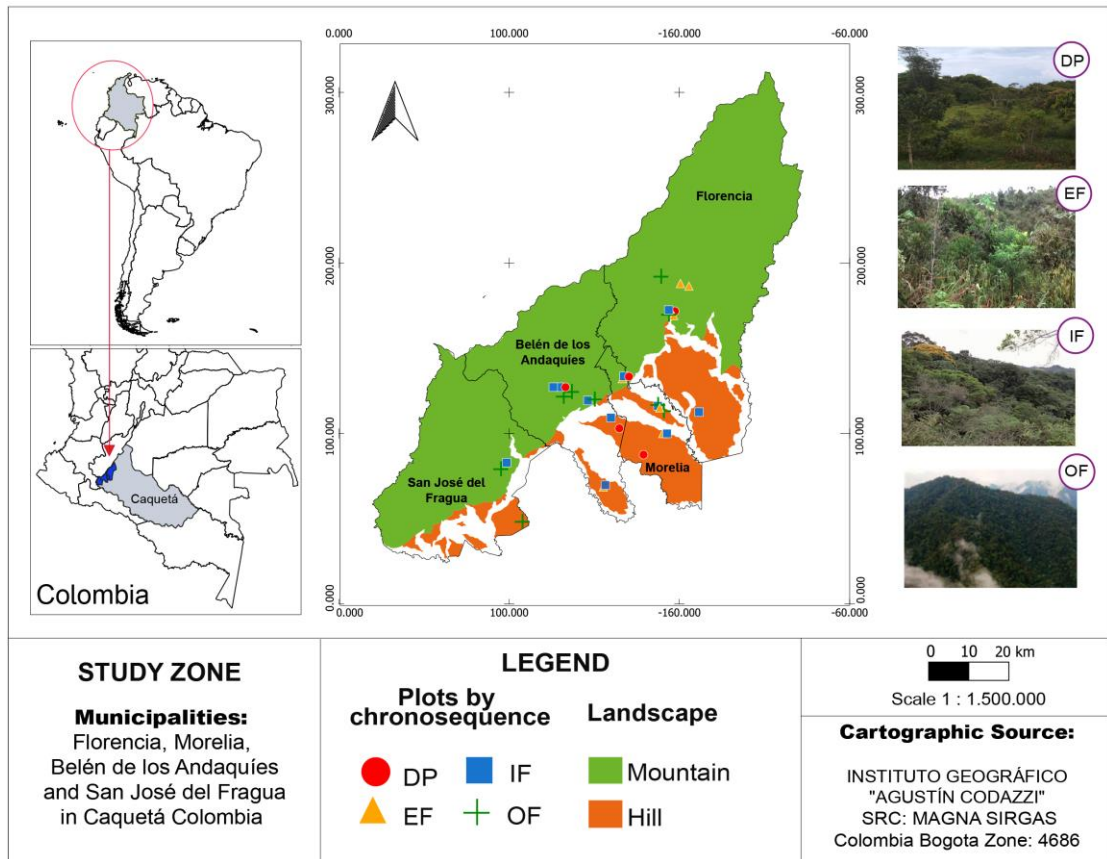 Caquetá
Colombia
0.000
100.000
-160.000
-60.000
300.000
300.000
200.000
200.000
100.000
100.000
0.000
0.000
0.000
100.000
-160.000
-60.000
Florencia
Belén de los
Andaquíes
San José del
Fragua
Morelia
DP
EF
IF
OF
STUDY ZONE
Municipalities:
Florencia, Morelia,
Belén de los Andaquíes
and San José del Fragua
in Caquetá Colombia
LEGEND
Plots by
chronosequence
DP
IF
EF
OF
Landscape
Mountain
Hill
0 10 20 km
Scale 1 : 1.500.000
Cartographic Source:
INSTITUTO GEOGRÁFICO
"AGUSTÍN CODAZZI"
SRC: MAGNA SIRGAS
Colombia Bogota Zone: 4686